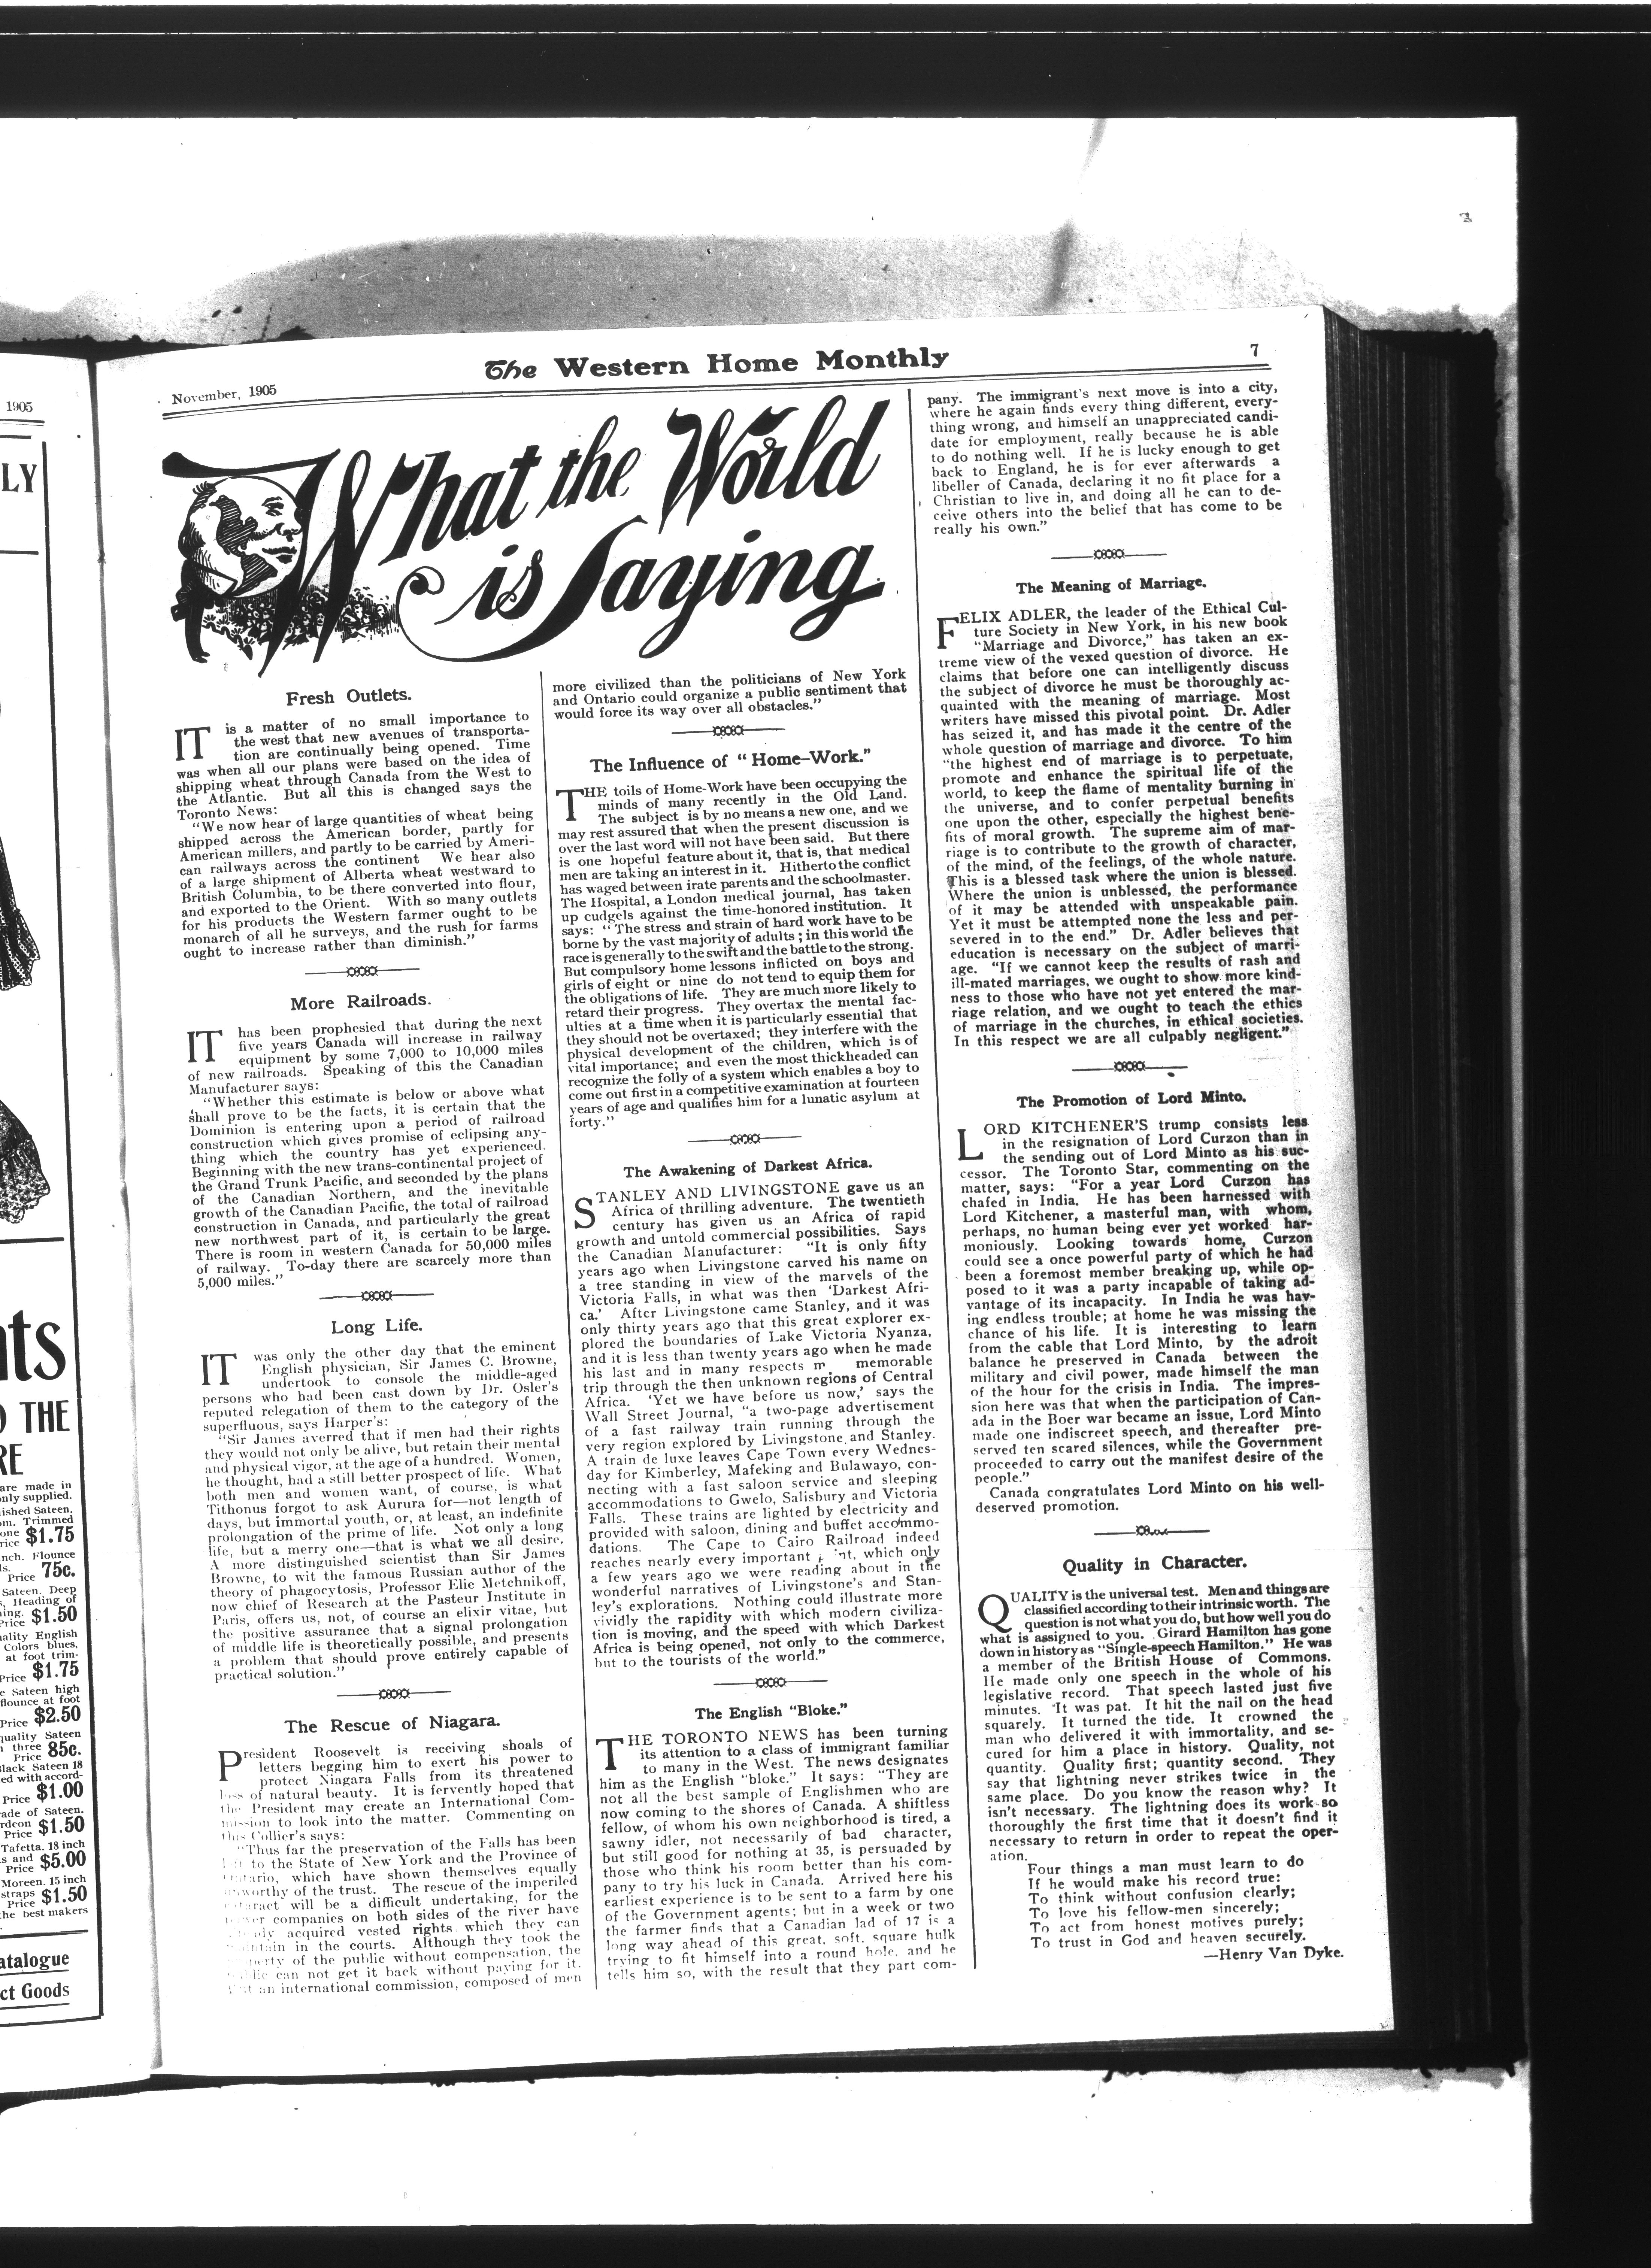 November, 1905
The Western Home Monthly
7
What the World
is Saying
Fresh Outlets.
IT is a matter of no small importance to
the west that new avenues of transporta-
tion are continually being opened. Time
was when all our plans were based on the idea of
shipping wheat through Canada from the West to
the Atlantic. But all this is changed says the
Toronto News:
"We now hear of large quantities of wheat being
shipped across the American border, partly for
American millers, and partly to be carried by Ameri-
can railways across the continent We hear also
of a large shipment of Alberta wheat westward to
British Columbia, to be there converted into flour,
and exported to the Orient. With so many outlets
for his products the Western farmer ought to be
monarch of all he surveys, and the rush for farms
ought to increase rather than diminish."
More Railroads.
IT has been prophesied that during the next
five years Canada will increase in railway
equipment by some 7,000 to 10,000 miles
of new railroads. Speaking of this the Canadian
Manufacturer says:
"Whether this estimate is below or above what
shall prove to be the facts, it is certain that the
Dominion is entering upon a period of railroad
construction which gives promise of eclipsing any-
thing which the country has yet experienced.
Beginning with the new trans-continental project of
the Grand Trunk Pacific, and seconded by the plans
of the Canadian Northern, and the inevitable
growth of the Canadian Pacific, the total of railroad
construction in Canada, and particularly the great
new northwest part of it, is certain to be large.
There is room in western Canada for 50,000 miles
of railway. To-day there are scarcely more than
5,000 miles."
Long Life.
IT was only the other day that the eminent
English physician, Sir James C. Browne,
undertook to console the middle-aged
persons who had been cast down by Dr. Osler's
reputed relegation of them to the category of the
superfluous, says Harper's:
"Sir James averred that if men had their rights
they would not only be alive, but retain their mental
and physical vigor, at the age of a hundred. Women,
he thought, had a still better prospect of life. What
both men and women want, of course, is what
Tithonus forgot to ask Aurura for—not length of
days, but immortal youth, or, at least, an indefinite
prolongation of the prime of life. Not only a long
life, but a merry one—that is what we all desire.
A more distinguished scientist than Sir James
Browne, to wit the famous Russian author of the
theory of phagocytosis, Professor Elie Metchnikoff,
now chief of Research at the Pasteur Institute in
Paris, offers us, not, of course an elixir vitae, but
the positive assurance that a signal prolongation
of middle life is theoretically possible, and presents
a problem that should prove entirely capable of
practical solution."
The Rescue of Niagara.
President Roosevelt is receiving shoals of
letters begging him to exert his power to
protect Niagara Falls from its threatened
loss of natural beauty. It is fervently hoped that
the President may create an International Com-
mission to look into the matter. Commenting on
this Collier's says:
"Thus far the preservation of the Falls has been
to the State of New York and the Province of
Ontario, which have shown themselves equally
unworthy of the trust. The rescue of the imperiled
cataract will be a difficult undertaking, for the
power companies on both sides of the river have
already acquired vested rights which they can
maintain in the courts. Although they took the
property of the public without compensation, the
public can not get it back without paying for it.
an international commission, composed of men
more civilized than the politicians of New York
and Ontario could organize a public sentiment that
would force its way over all obstacles."
The Influence of "Home-Work."
THE toils of Home-Work have been occupying the
minds of many recently in the Old Land.
The subject is by no means a new one, and we
may rest assured that when the present discussion is
over the last word will not have been said. But there
is one hopeful feature about it, that is, that medical
men are taking an interest in it. Hitherto the conflict
has waged between irate parents and the schoolmaster.
The Hospital, a London medical journal, has taken
up cudgels against the time-honored institution. It
says: "The stress and strain of hard work have to be
borne by the vast majority of adults; in this world the
race is generally to the swift and the battle to the strong.
But compulsory home lessons inflicted on boys and
girls of eight or nine do not tend to equip them for
the obligations of life. They are much more likely to
retard their progress. They overtax the mental fac-
ulties at a time when it is particularly essential that
they should not be overtaxed; they interfere with the
physical development of the children, which is of
vital importance; and even the most thickheaded can
recognize the folly of a system which enables a boy to
come out first in a competitive examination at fourteen
years of age and qualifies him for a lunatic asylum at
forty."
The Awakening of Darkest Africa.
STANLEY AND LIVINGSTONE gave us an
Africa of thrilling adventure. The twentieth
century has given us an Africa of rapid
growth and untold commercial possibilities. Says
the Canadian Manufacturer: "It is only fifty
years ago when Livingstone carved his name on
a tree standing in view of the marvels of the
Victoria Falls, in what was then 'Darkest Afri-
ca.' After Livingstone came Stanley, and it was
only thirty years ago that this great explorer ex-
plored the boundaries of Lake Victoria Nyanza,
and it is less than twenty years ago when he made
his last and in many respects memorable
trip through the then unknown regions of Central
Africa. 'Yet we have before us now,' says the
Wall Street Journal, "a two-page advertisement
of a fast railway train running through the
very region explored by Livingstone and Stanley.
A train de luxe leaves Cape Town every Wednes-
day for Kimberley, Mafeking and Bulawayo, con-
necting with a fast saloon service and sleeping
accommodations to Gwelo, Salisbury and Victoria
Falls. These trains are lighted by electricity and
provided with saloon, dining and buffet accommo-
dations. The Cape to Cairo Railroad indeed
reaches nearly every important which only
a few years ago we were reading about in the
wonderful narratives of Livingstone's and Stan-
ley's explorations. Nothing could illustrate more
vividly the rapidity with which modern civiliza-
tion is moving, and the speed with which Darkest
Africa is being opened, not only to the commerce,
but to the tourists of the world."
The English "Bloke."
THE TORONTO NEWS has been turning
its attention to a class of immigrant familiar
to many in the West. The news designates
him as the English "bloke." It says: "They are
not all the best sample of Englishmen who are
now coming to the shores of Canada. A shiftless
fellow, of whom his own neighborhood is tired, a
sawny idler, not necessarily of bad character,
but still good for nothing at 35, is persuaded by
those who think his room better than his com-
pany to try his luck in Canada. Arrived here his
earliest experience is to be sent to a farm by one
of the Government agents; but in a week or two
the farmer finds that a Canadian lad of 17 is a
long way ahead of this great, soft, square hulk
trying to fit himself into a round hole, and he
tells him so, with the result that they part com-
pany. The immigrant's next move is into a city,
where he again finds every thing different, every-
thing wrong, and himself an unappreciated candi-
date for employment, really because he is able
to do nothing well. If he is lucky enough to get
back to England, he is for ever afterwards a
libeller of Canada, declaring it no fit place for a
Christian to live in, and doing all he can to de-
ceive others into the belief that has come to be
really his own."
The Meaning of Marriage.
FELIX ADLER, the leader of the Ethical Cul-
ture Society in New York, in his new book
"Marriage and Divorce," has taken an ex-
treme view of the vexed question of divorce. He
claims that before one can intelligently discuss
the subject of divorce he must be thoroughly ac-
quainted with the meaning of marriage. Most
writers have missed this pivotal point. Dr. Adler
has seized it, and has made it the centre of the
whole question of marriage and divorce. To him
"the highest end of marriage is to perpetuate,
promote and enhance the spiritual life of the
world, to keep the flame of mentality burning in
the universe, and to confer perpetual benefits
one upon the other, especially the highest bene-
fits of moral growth. The supreme aim of mar-
riage is to contribute to the growth of character,
of the mind, of the feelings, of the whole nature.
This is a blessed task where the union is blessed.
Where the union is unblessed, the performance
of it may be attended with unspeakable pain.
Yet it must be attempted none the less and per-
severed in to the end." Dr. Adler believes that
education is necessary on the subject of marri-
age. "If we cannot keep the results of rash and
ill-mated marriages, we ought to show more kind-
ness to those who have not yet entered the mar-
riage relation, and we ought to teach the ethics
of marriage in the churches, in ethical societies.
In this respect we are all culpably negligent."
The Promotion of Lord Minto.
LORD KITCHENER'S trump consists less
in the resignation of Lord Curzon than in
the sending out of Lord Minto as his suc-
cessor. The Toronto Star, commenting on the
matter, says: "For a year Lord Curzon has
chafed in India. He has been harnessed with
Lord Kitchener, a masterful man, with whom,
perhaps, no human being ever yet worked har-
moniously. Looking towards home, Curzon
could see a once powerful party of which he had
been a foremost member breaking up, while op-
posed to it was a party incapable of taking ad-
vantage of its incapacity. In India he was hav-
ing endless trouble; at home he was missing the
chance of his life. It is interesting to learn
from the cable that Lord Minto, by the adroit
balance he preserved in Canada between the
military and civil power, made himself the man
of the hour for the crisis in India. The impres-
sion here was that when the participation of Can-
ada in the Boer war became an issue, Lord Minto
made one indiscreet speech, and thereafter pre-
served ten scared silences, while the Government
proceeded to carry out the manifest desire of the
people."
Canada congratulates Lord Minto on his well-
deserved promotion.
Quality in Character.
QUALITY is the universal test. Men and things are
classified according to their intrinsic worth. The
question is not what you do, but how well you do
what is assigned to you. Girard Hamilton has gone
down in history as "Single-speech Hamilton." He was
a member of the British House of Commons.
He made only one speech in the whole of his
legislative record. That speech lasted just five
minutes. It was pat. It hit the nail on the head
squarely. It turned the tide. It crowned the
man who delivered it with immortality, and se-
cured for him a place in history. Quality, not
quantity. Quality first; quantity second. They
say that lightning never strikes twice in the
same place. Do you know the reason why? It
isn't necessary. The lightning does its work so
thoroughly the first time that it doesn't find it
necessary to return in order to repeat the oper-
ation.
Four things a man must learn to do
If he would make his record true:
To think without confusion clearly;
To love his fellow-men sincerely;
To act from honest motives purely;
To trust in God and heaven securely.
—Henry Van Dyke.
1905
LY
nts
THE
RE
are made in
only supplied.
ished Sateen.
om. Trimmed
one $1.75
rice
nch. Flounce
Price 75c.
Sateen. Deep
Heading of
ing. $1.50
Price
ality English
Colors blues,
at foot trim-
Price $1.75
e Sateen high
flounce at foot
Price $2.50
quality Sateen
three 85c.
Price
Black Sateen 18
ed with accord-
Price $1.00
ade of Sateen.
rdeon $1.50
Price
Tafetta. 18 inch
s and $5.00
Price
Moreen. 15 inch
straps $1.50
Price
the best makers
atalogue
ct Goods